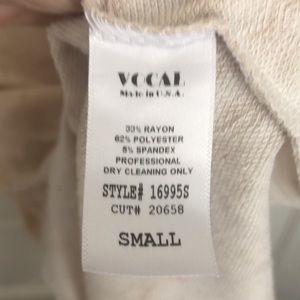 VOCAL
Made in U.S.A.
33% RAYON
62% POLYESTER
5% SPANDEX
PROFESSIONAL
DRY CLEANING ONLY
STYLE# 16995S
CUT# 20658
SMALL